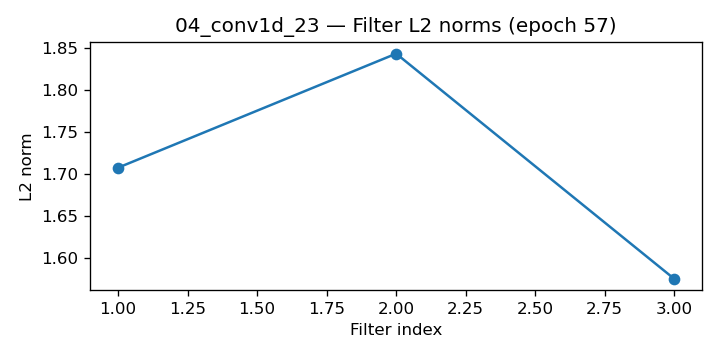 04_conv1d_23 — Filter L2 norms (epoch 57)
1.85
1.80
1.75
1.70
1.65
1.60
L2 norm
1.00 1.25 1.50 1.75 2.00 2.25 2.50 2.75 3.00
Filter index